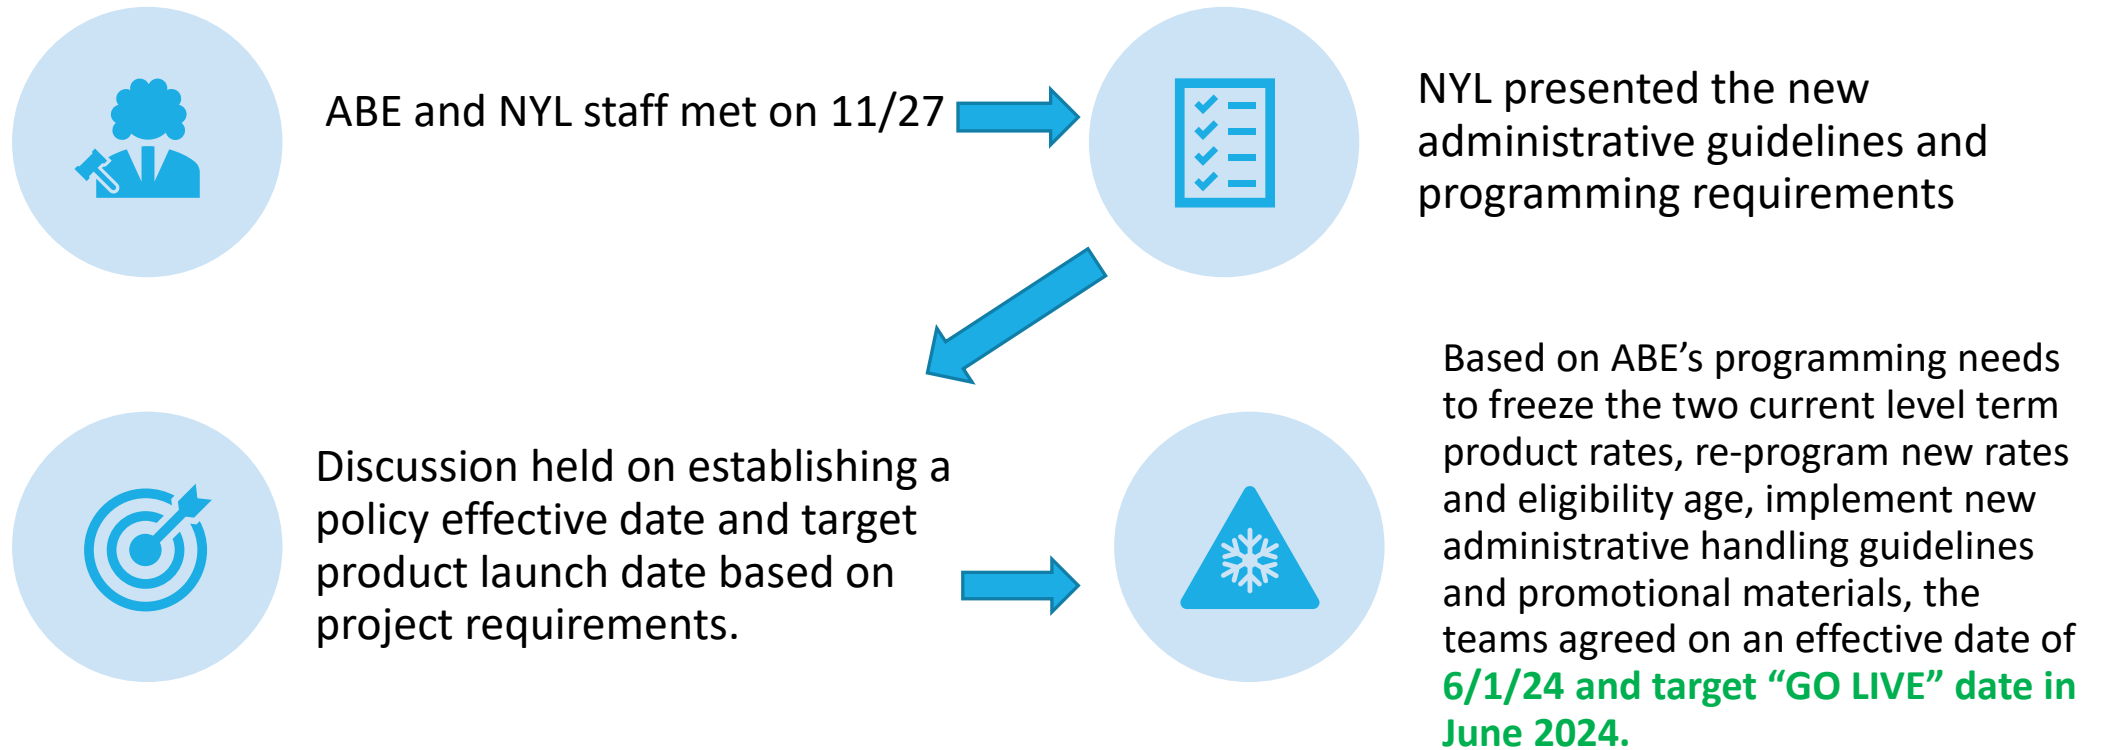 ABE and NYL staff met on 11/27
NYL presented the new
administrative guidelines and
programming requirements
Discussion held on establishing a
policy effective date and target
product launch date based on
project requirements.
Based on ABE’s programming needs
to freeze the two current level term
product rates, re-program new rates
and eligibility age, implement new
administrative handling guidelines
and promotional materials, the
teams agreed on an effective date of
6/1/24 and target “GO LIVE” date in
June 2024.